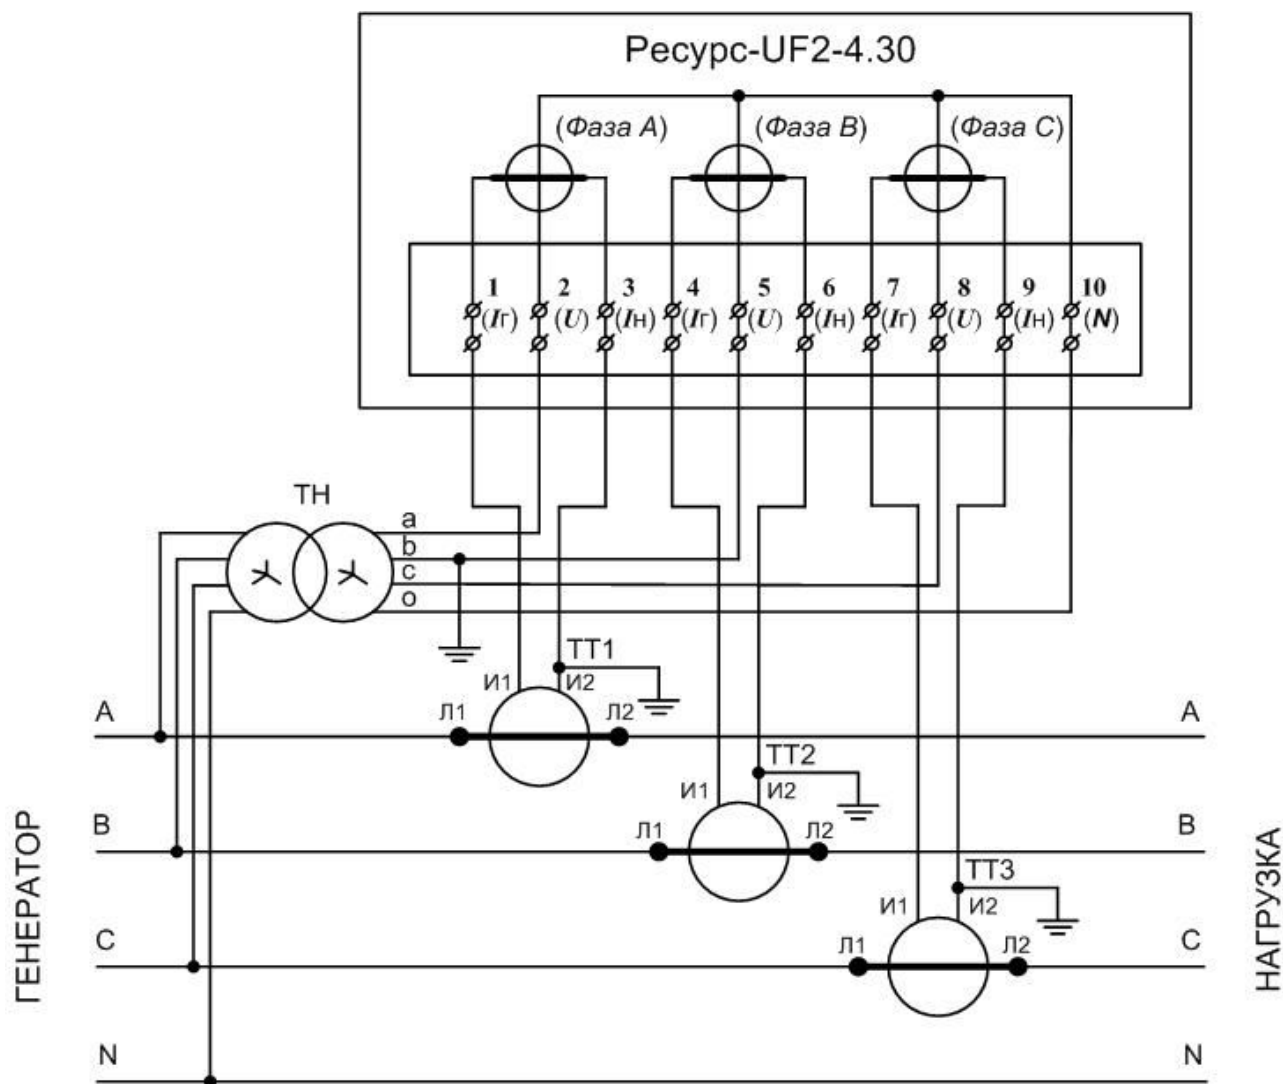 Ресурс-UF2-4.30
(Фаза А) (Фаза В) (Фаза С)
1 2 3 4 5 6 7 8 9 10
(Iг) (U) (Iн) (Iг) (U) (Iн) (Iг) (U) (Iн) (N)
ТН
a
b
c
o
ТТ1
И1 И2
Л1 Л2
А А
ТТ2
И1 И2
Л1 Л2
В В
ТТ3
И1 И2
Л1 Л2
С С
N N
ГЕНЕРАТОР
НАГРУЗКА